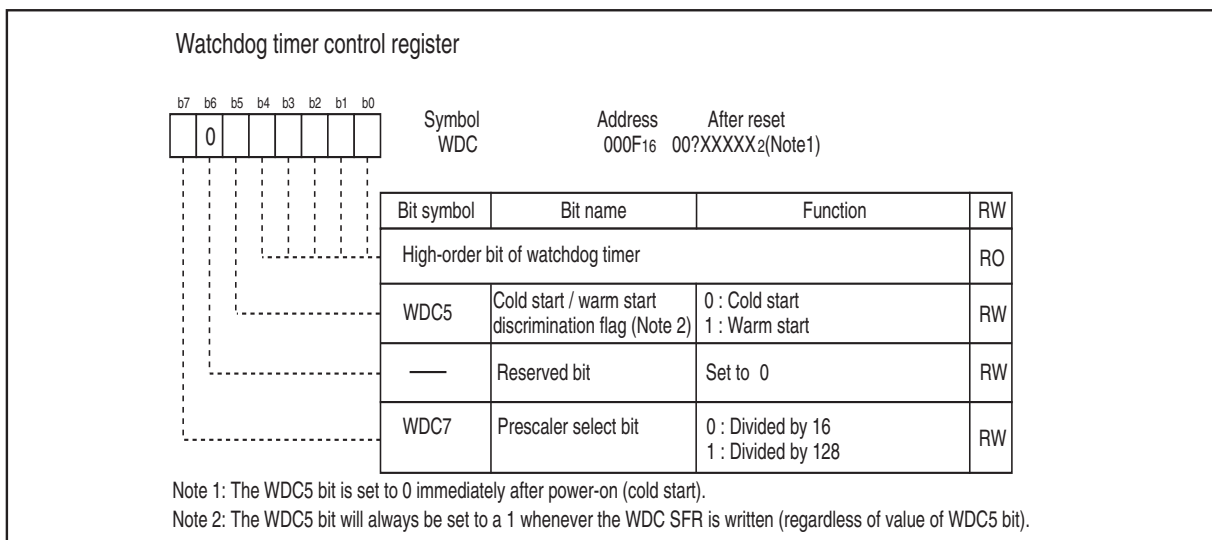 Watchdog timer control register
b7 b6 b5 b4 b3 b2 b1 b0
0
Symbol Address After reset
WDC 000F16 00?XXXXX2(Note1)
Bit symbol Bit name Function RW
High-order bit of watchdog timer RO
WDC5 Cold start / warm start discrimination flag (Note 2) 0 : Cold start 1 : Warm start RW
— Reserved bit Set to 0 RW
WDC7 Prescaler select bit 0 : Divided by 16 1 : Divided by 128 RW
Note 1: The WDC5 bit is set to 0 immediately after power-on (cold start).
Note 2: The WDC5 bit will always be set to a 1 whenever the WDC SFR is written (regardless of value of WDC5 bit).